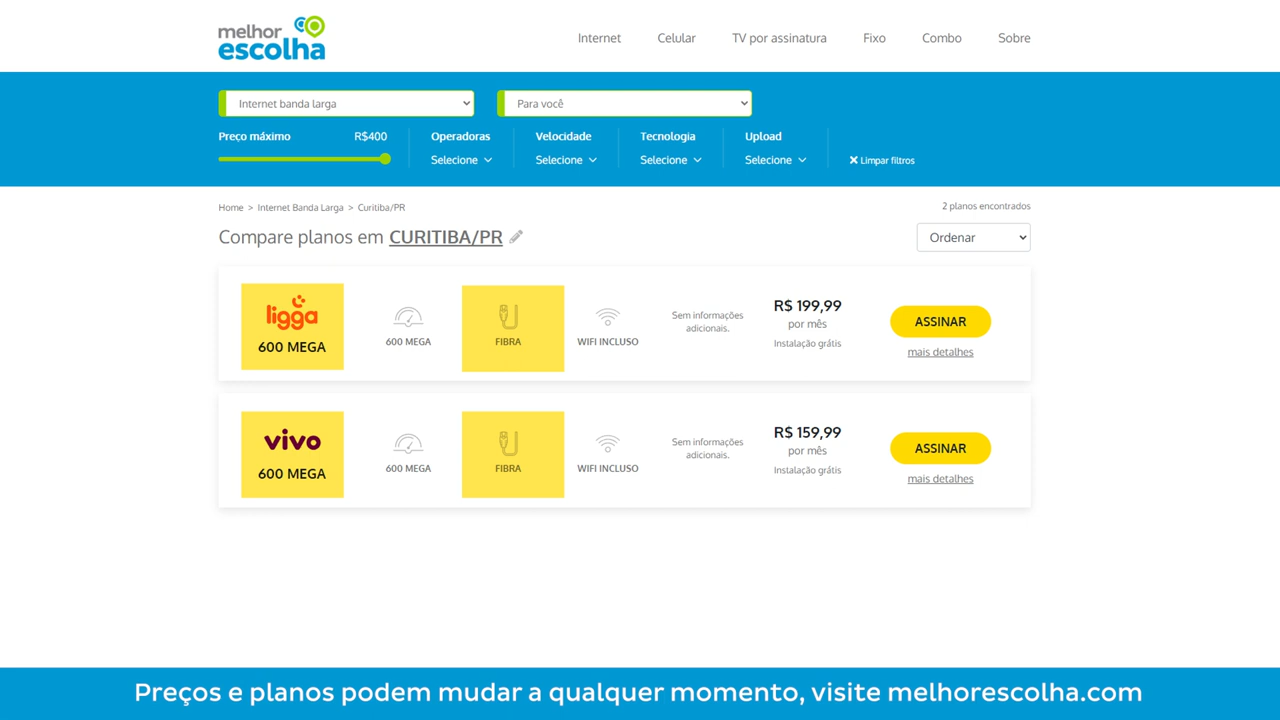 melhor
escolha
Internet
Celular
TV por assinatura
Fixo
Combo
Sobre
Internet banda larga
Para você
Preço máximo
R$400
Operadoras
Velocidade
Tecnologia
Upload
Selecione
Selecione
Selecione
Selecione
Limpar filtros
Home > Internet Banda Larga > Curitiba/PR
2 planos encontrados
Compare planos em CURITIBA/PR
Ordenar
ligga
600 MEGA
600 MEGA
FIBRA
WIFI INCLUSO
Sem informações
adicionais.
R$ 199,99
por mês
Instalação grátis
ASSINAR
mais detalhes
vivo
600 MEGA
600 MEGA
FIBRA
WIFI INCLUSO
Sem informações
adicionais.
R$ 159,99
por mês
Instalação grátis
ASSINAR
mais detalhes
Preços e planos podem mudar a qualquer momento, visite melhorescolha.com